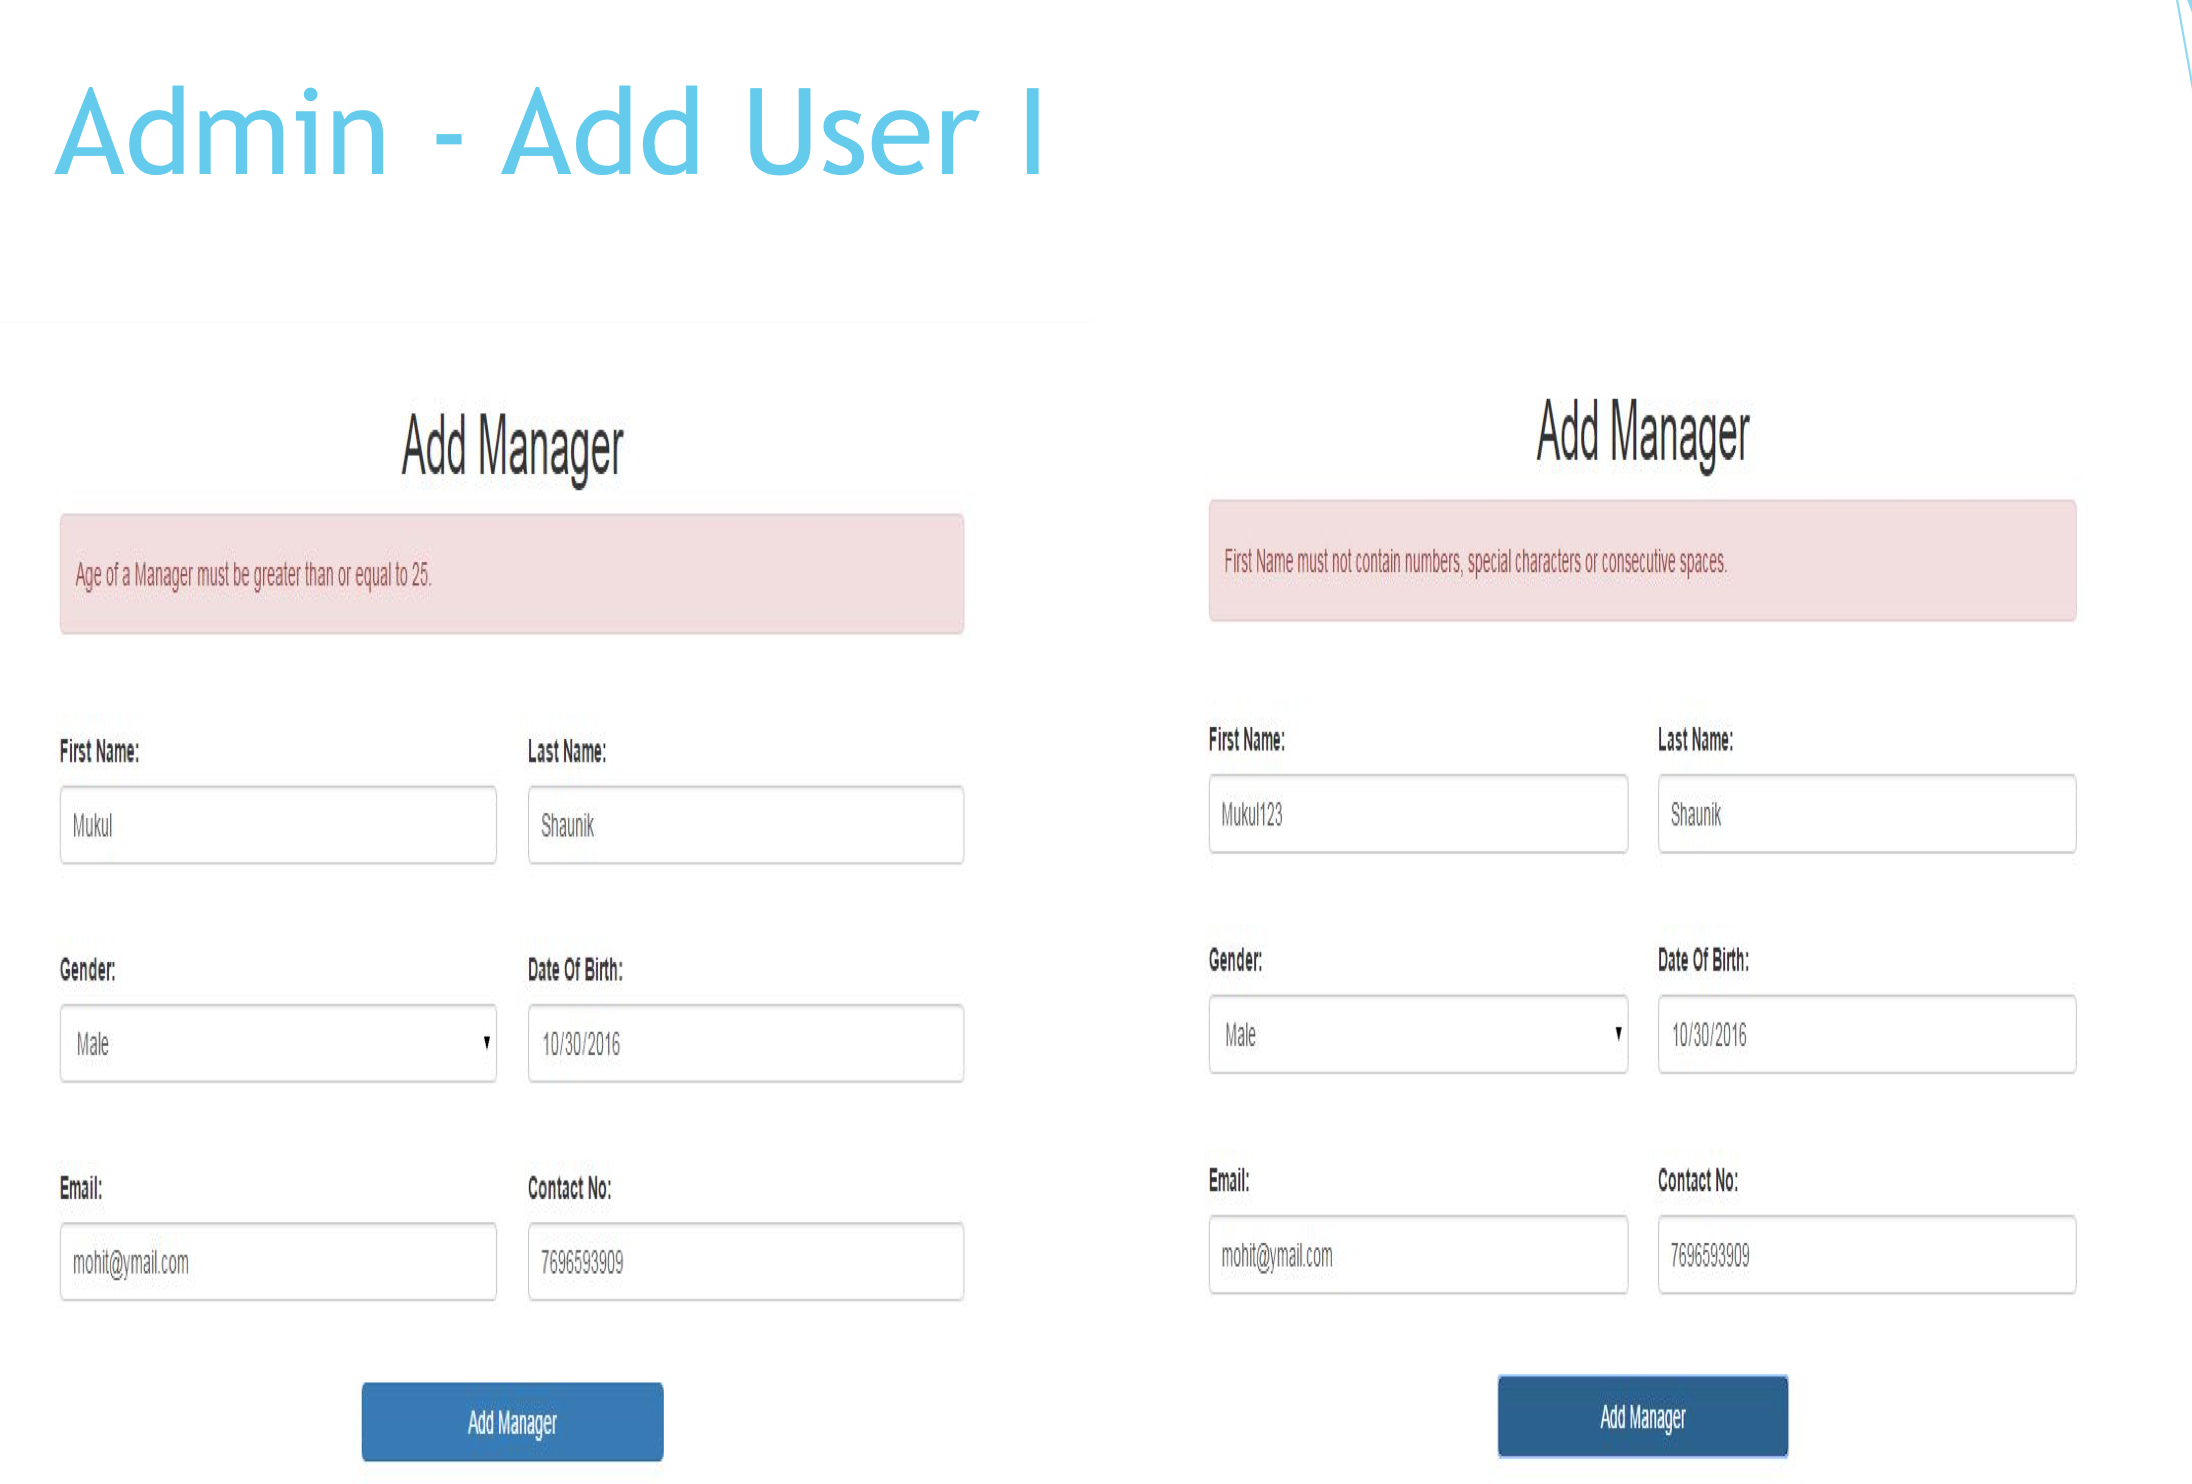 Admin - Add User I
Add Manager
Age of a Manager must be greater than or equal to 25.
First Name:
Last Name:
Mukul
Shaunik
Gender:
Date Of Birth:
Male
10/30/2016
Email:
Contact No:
mohit@ymail.com
7696593909
Add Manager
Add Manager
First Name must not contain numbers, special characters or consecutive spaces.
First Name:
Last Name:
Mukul123
Shaunik
Gender:
Date Of Birth:
Male
10/30/2016
Email:
Contact No:
mohit@ymail.com
7696593909
Add Manager